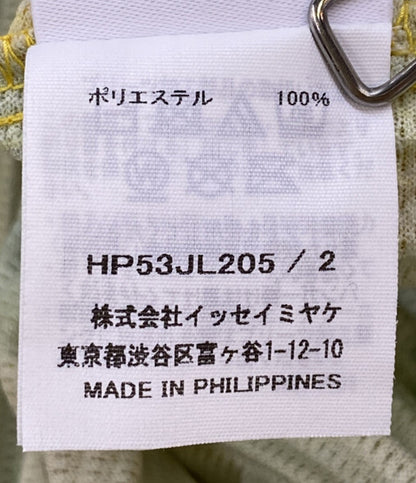 ポリエステル 100%
HP53JL205 / 2
株式会社イッセイミヤケ
東京都渋谷区富ヶ谷1-12-10
MADE IN PHILIPPINES